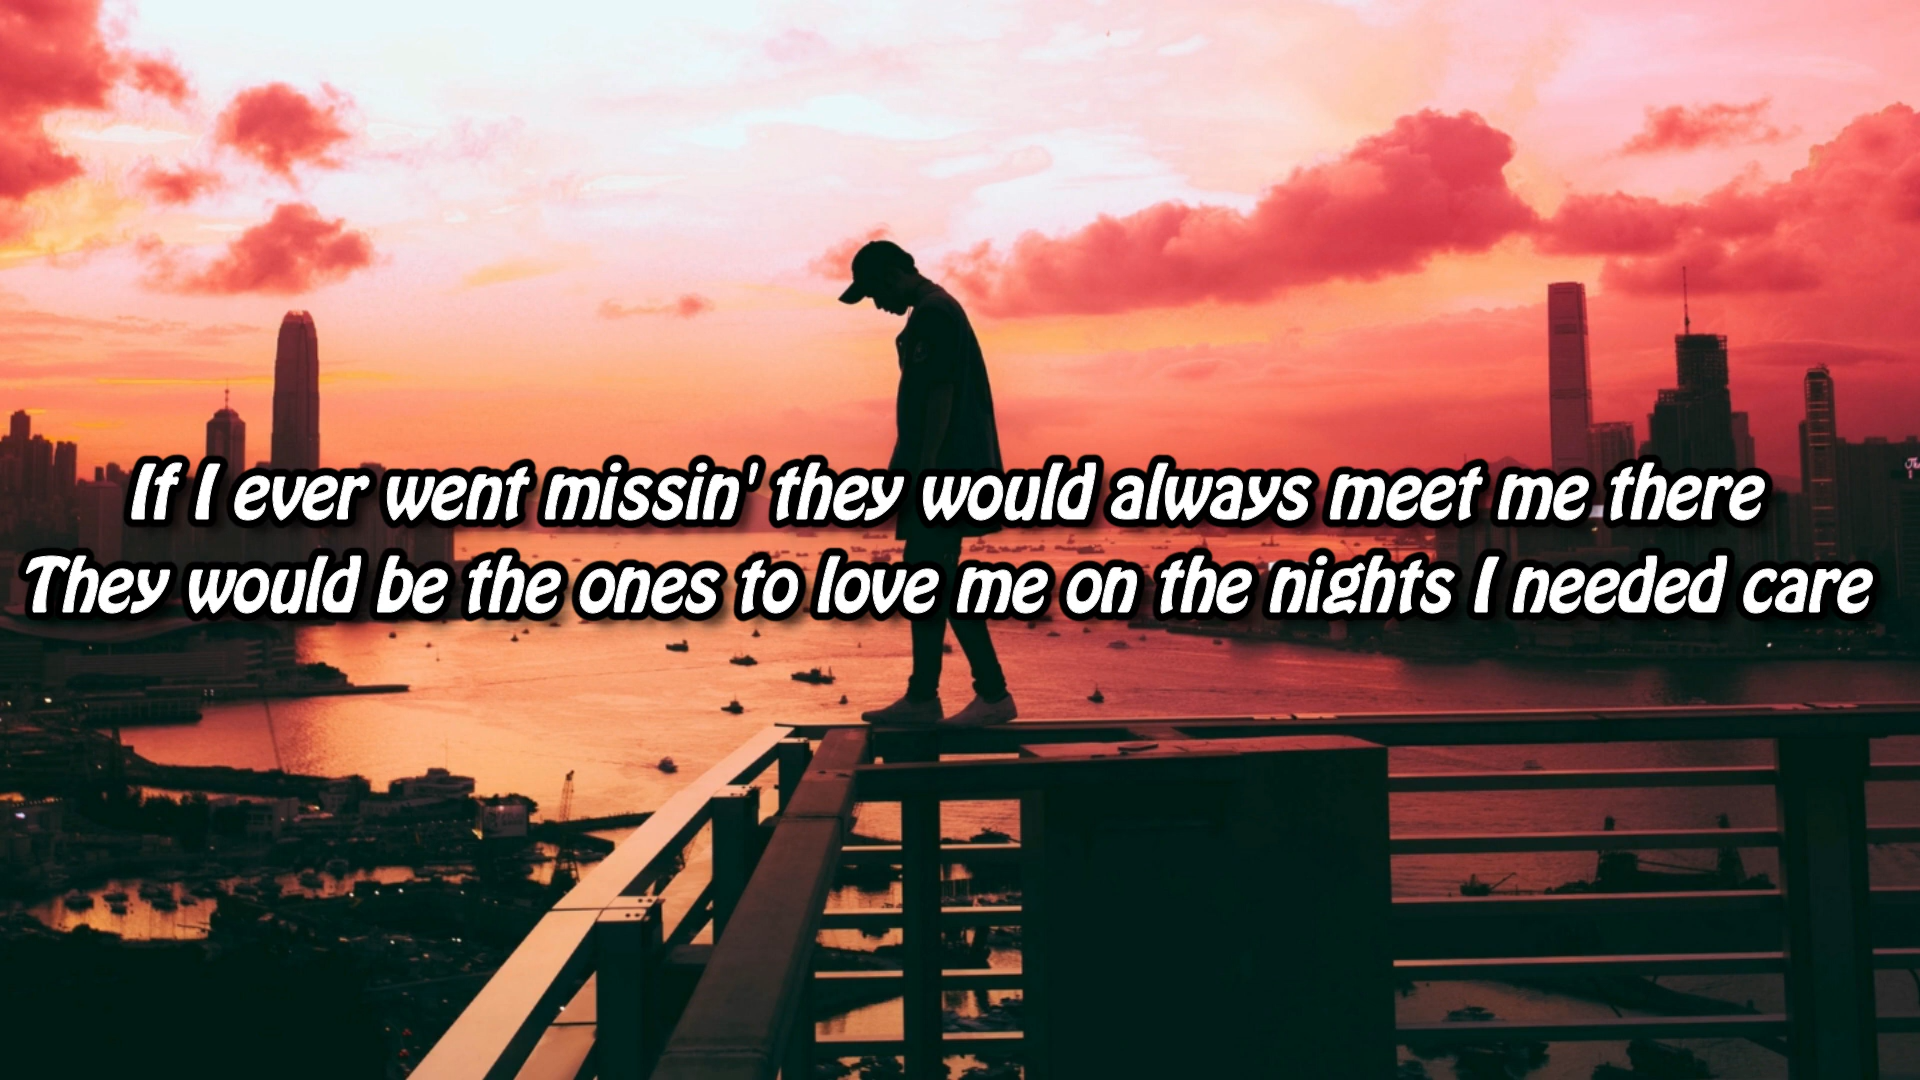 If I ever went missin' they would always meet me there
They would be the ones to love me on the nights I needed care